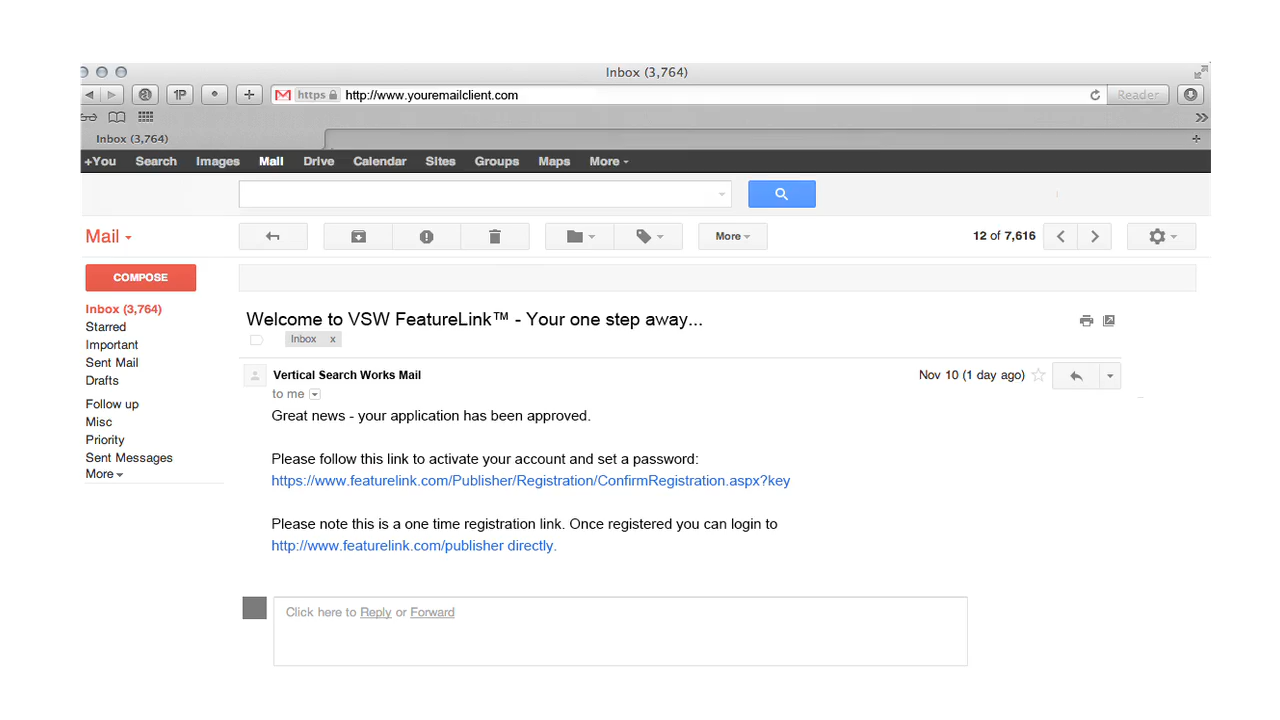 Inbox (3,764)
1P https http://www.youremailclient.com Reader
Inbox (3,764)
+You Search Images Mail Drive Calendar Sites Groups Maps More
Mail More 12 of 7,616
COMPOSE
Inbox (3,764)
Starred
Important
Sent Mail
Drafts
Follow up
Misc
Priority
Sent Messages
More
Welcome to VSW FeatureLink™ - Your one step away...
Inbox x
Vertical Search Works Mail Nov 10 (1 day ago)
to me
Great news - your application has been approved.
Please follow this link to activate your account and set a password:
https://www.featurelink.com/Publisher/Registration/ConfirmRegistration.aspx?key
Please note this is a one time registration link. Once registered you can login to
http://www.featurelink.com/publisher directly.
Click here to Reply or Forward